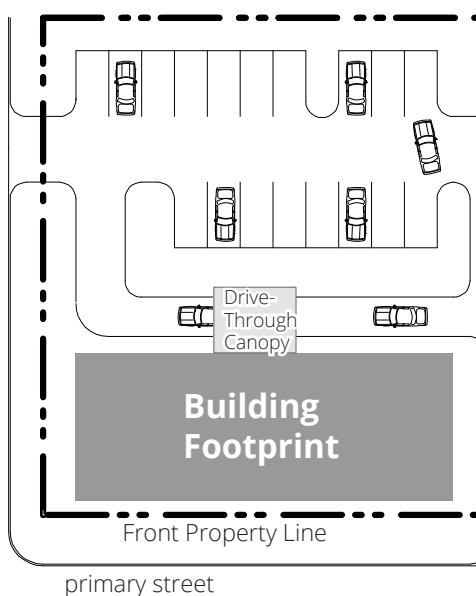 Drive-
Through
Canopy
Building
Footprint
Front Property Line
primary street